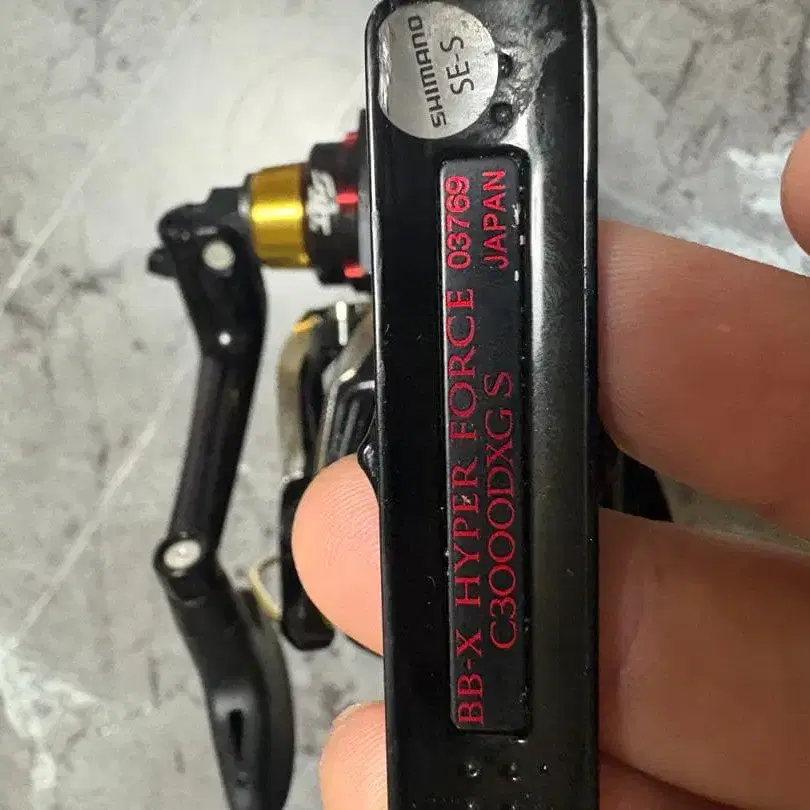 SHIMANO
SE-S
BB-X HYPER FORCE 03769
C3000DXG S JAPAN